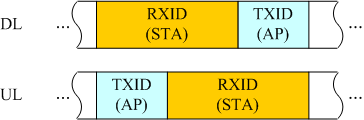 DL ... RXID TXID ...
(STA) (AP)
UL ... TXID RXID ...
(AP) (STA)